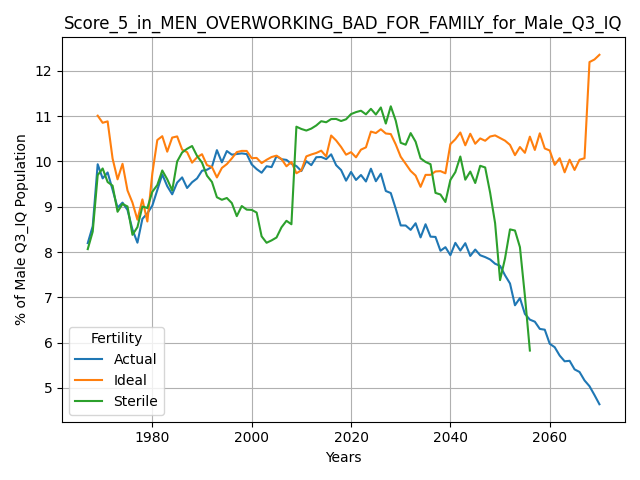 Score_5_in_MEN_OVERWORKING_BAD_FOR_FAMILY_for_Male_Q3_IQ
% of Male Q3_IQ Population
12
11
10
9
8
7
6
5
Fertility
Actual
Ideal
Sterile
1980
2000
2020
2040
2060
Years